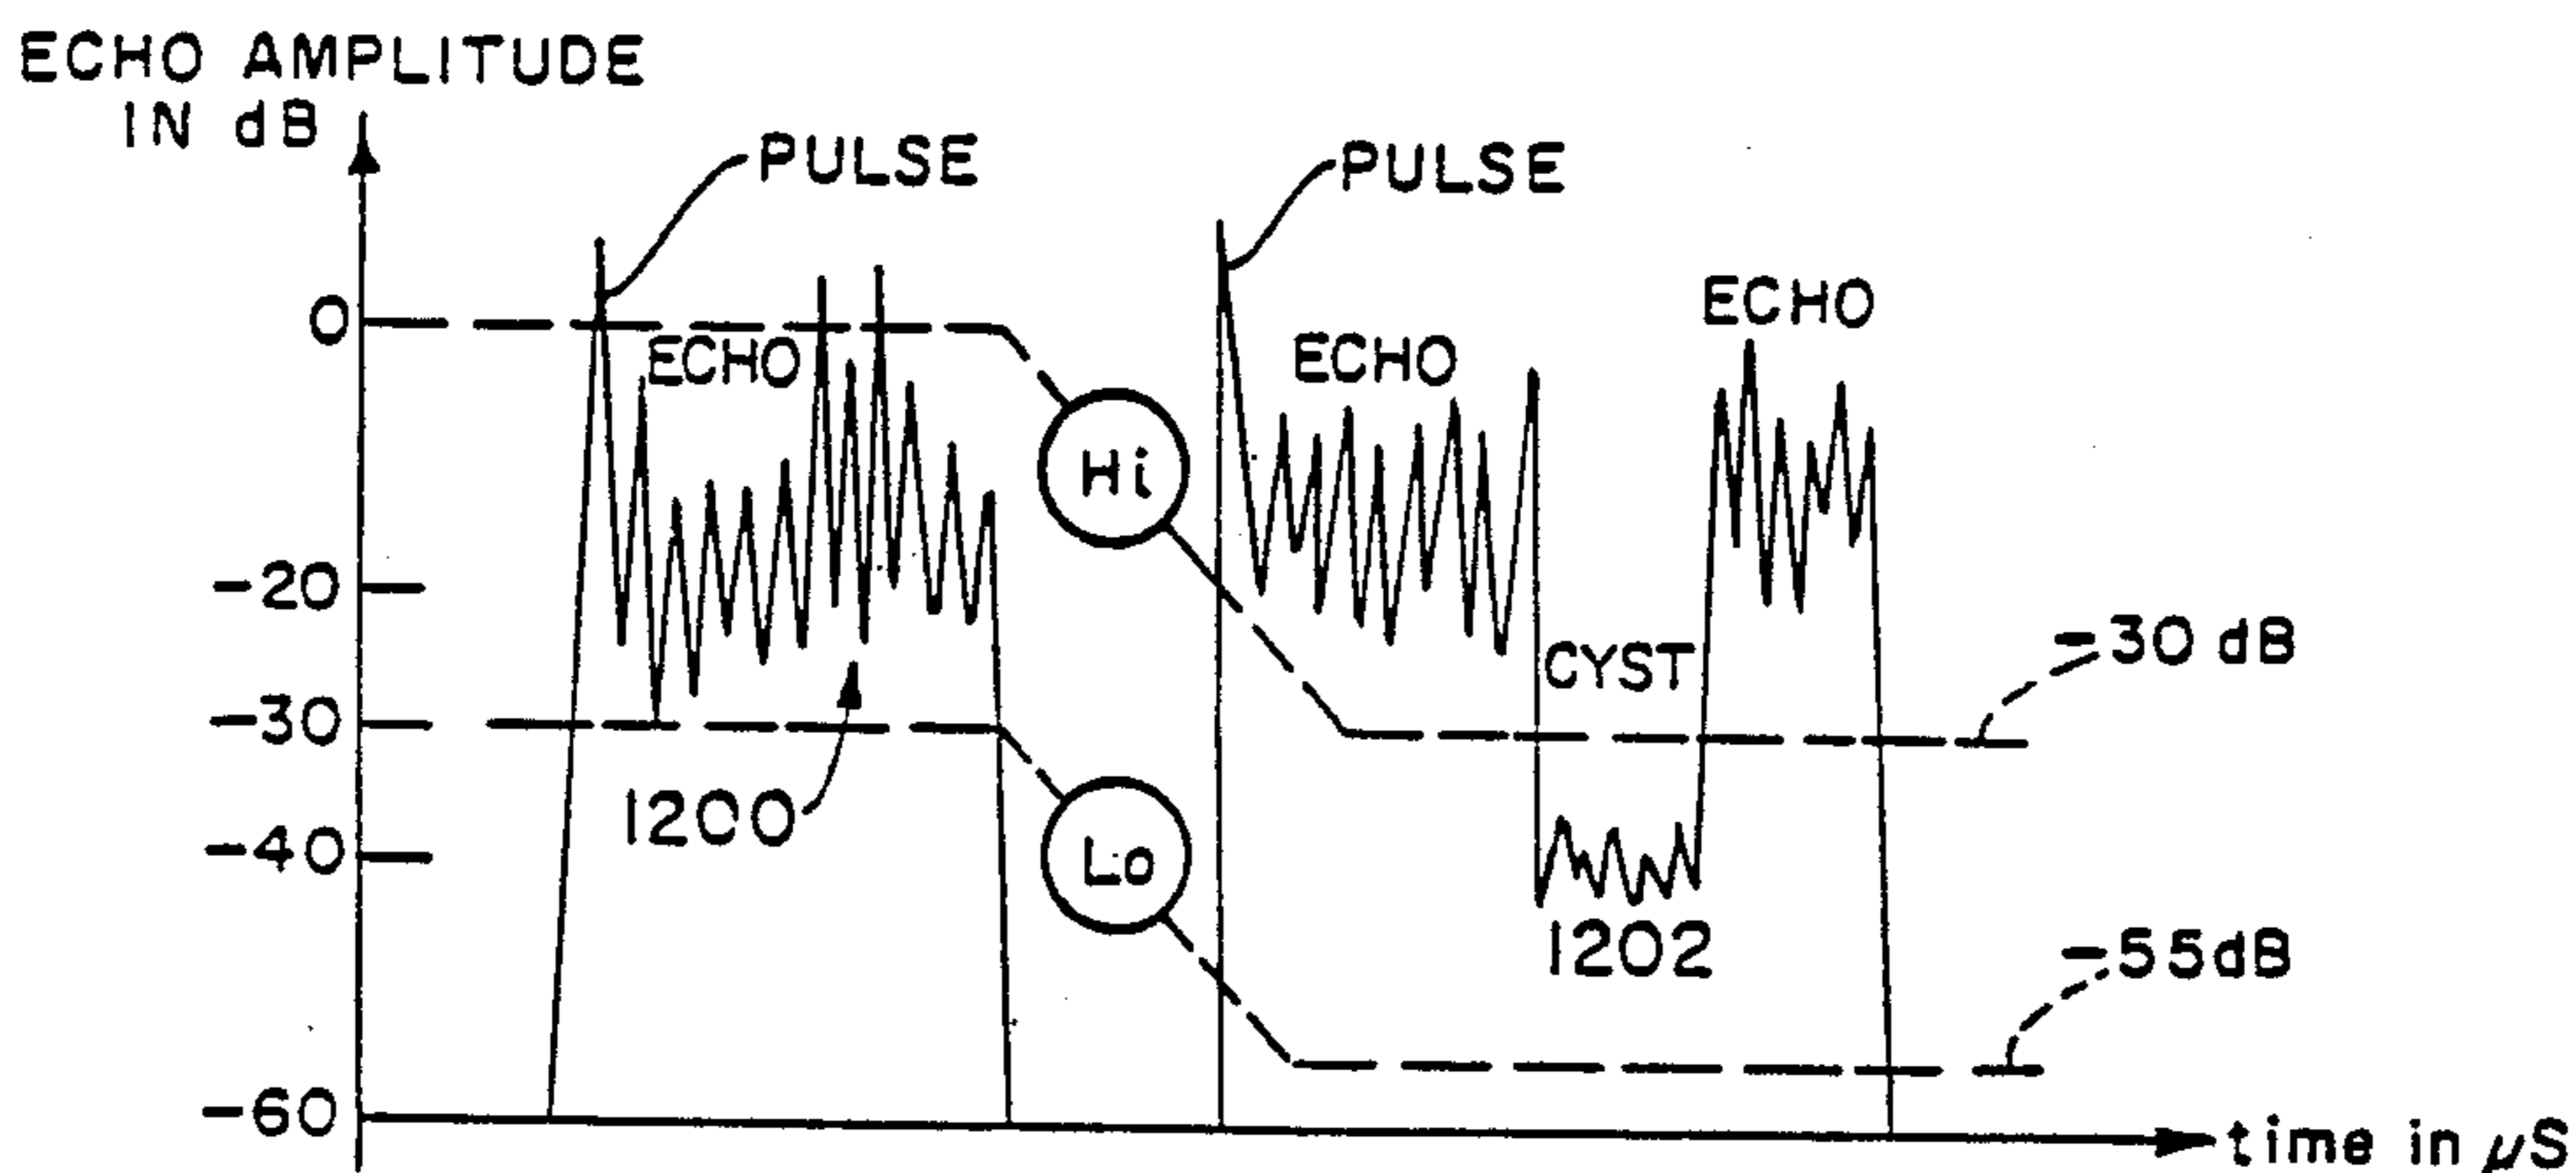 ECHO AMPLITUDE
IN dB
PULSE
PULSE
0
ECHO
ECHO
ECHO
Hi
-20
-30
CYST
-30 dB
1200
-40
Lo
1202
-55dB
-60
time in μS